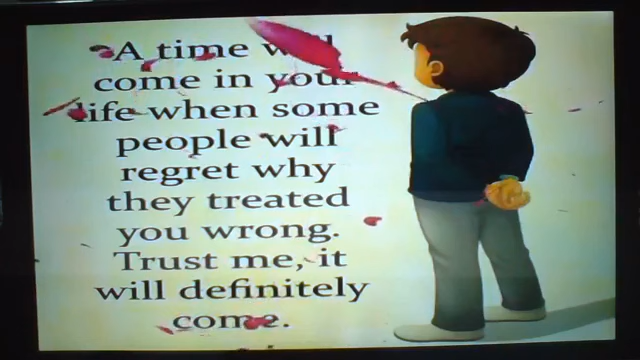 A time will
come in your
life when some
people will
regret why
they treated
you wrong.
Trust me, it
will definitely
come.